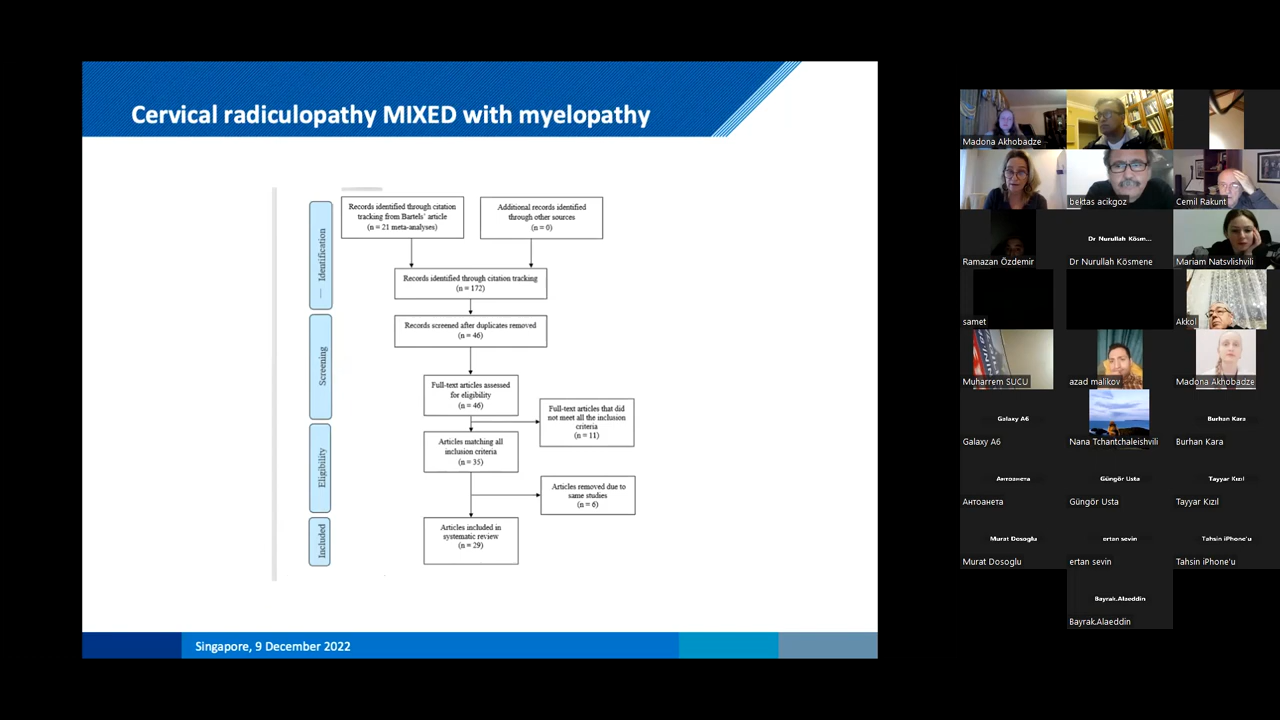 Cervical radiculopathy MIXED with myelopathy
Identification
Records identified through citation
tracking from Bartels' article
(n = 21 meta-analyses)
Additional records identified
through other sources
(n = 0)
Records identified through citation tracking
(n = 172)
Screening
Records screened after duplicates removed
(n = 46)
Full-text articles assessed
for eligibility
(n = 46)
Full-text articles that did
not meet all the inclusion
criteria
(n = 11)
Eligibility
Articles matching all
inclusion criteria
(n = 35)
Articles removed due to
same studies
(n = 6)
Included
Articles included in
systematic review
(n = 29)
Singapore, 9 December 2022
Madona Akhobadze
bektas acikgoz
Cemil Rakunt
Ramazan Özdemir
Dr Nurullah Kösm...
Dr Nurullah Kösmene
Mariam Natsvlishvili
samet
Akkol
Muharrem SUCU
azad malikov
Madona Akhobadze
Galaxy A6
Galaxy A6
Nana Tchantchaleishvili
Burhan Kara
Burhan Kara
Антоанета
Антоанета
Güngör Usta
Güngör Usta
Tayyar Kızıl
Tayyar Kızıl
Murat Dosoglu
Murat Dosoglu
ertan sevin
ertan sevin
Tahsin iPhone'u
Tahsin iPhone'u
Bayrak.Alaeddin
Bayrak.Alaeddin